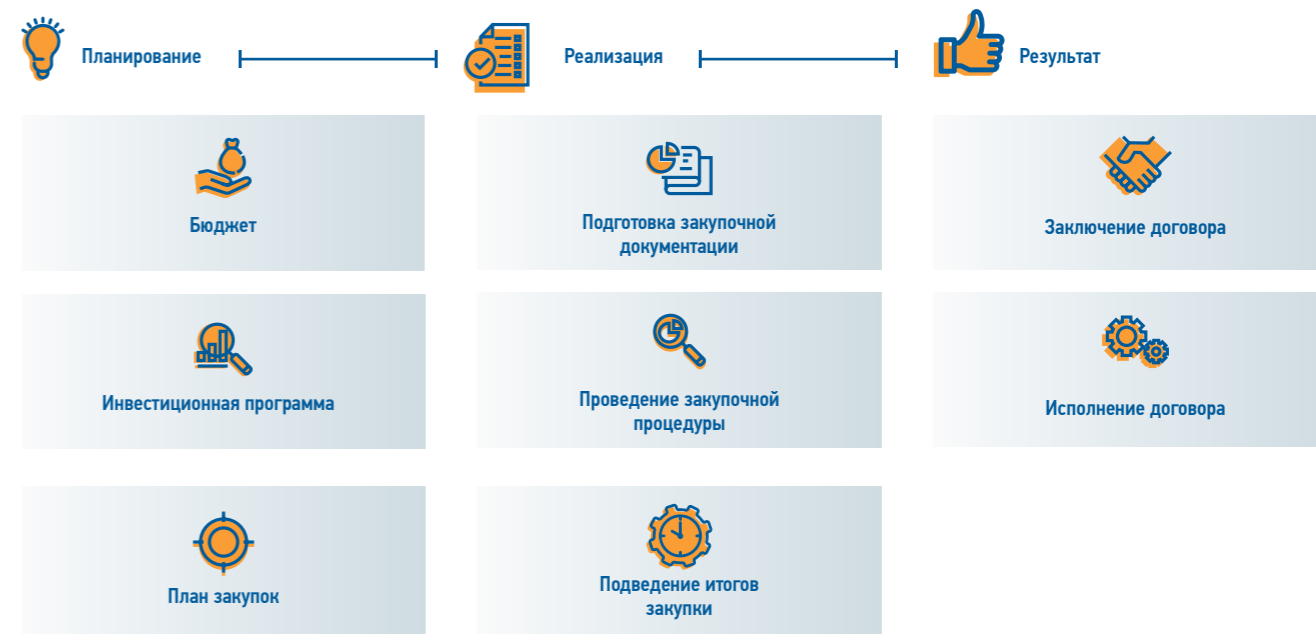 Планирование
Реализация
Результат
Бюджет
Подготовка закупочной
документации
Заключение договора
Инвестиционная программа
Проведение закупочной
процедуры
Исполнение договора
План закупок
Подведение итогов
закупки